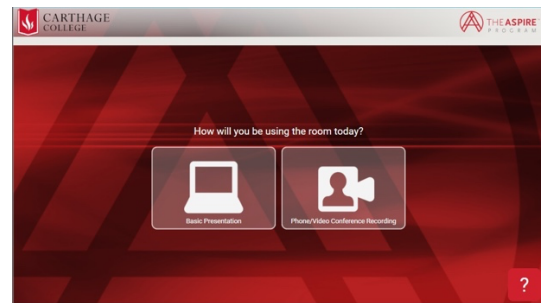 CARTHAGE
COLLEGE
THE ASPIRE
PROGRAM
How will you be using the room today?
Basic Presentation
Phone/Video Conference Recording
?